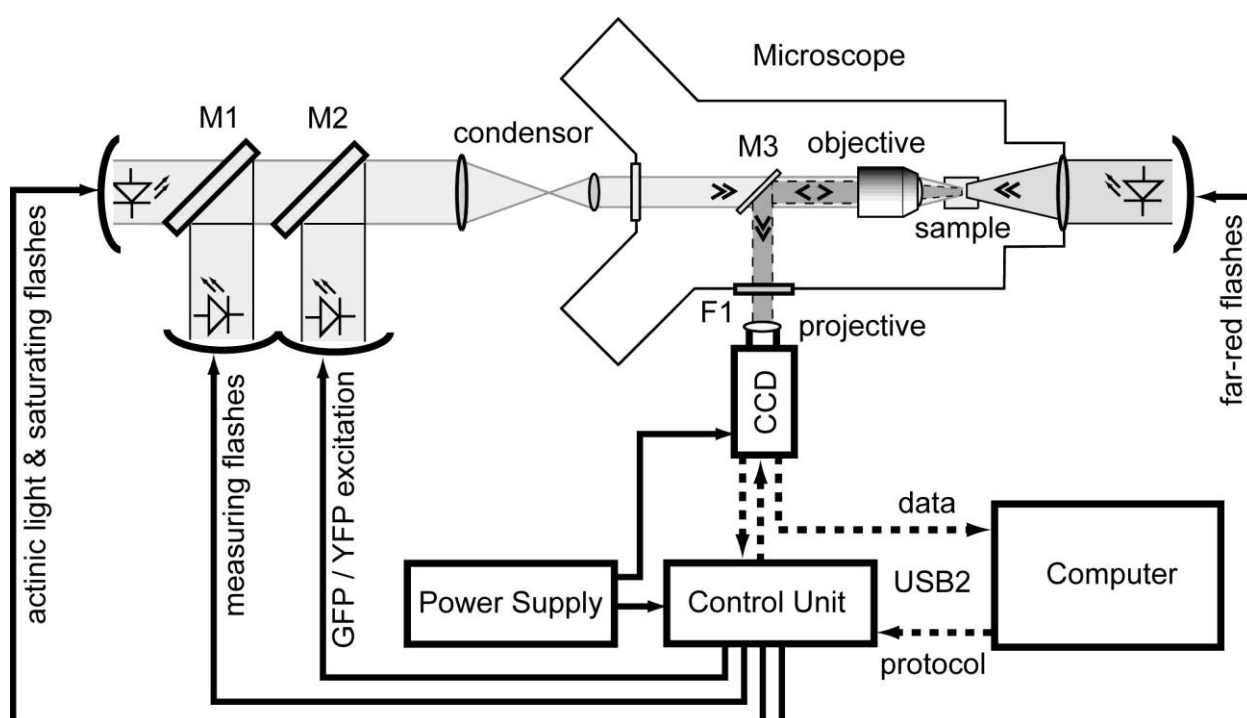 Microscope
M1
M2
condensor
M3
objective
sample
F1
projective
CCD
actinic light & saturating flashes
measuring flashes
GFP / YFP excitation
far-red flashes
data
Power Supply
Control Unit
USB2
Computer
protocol